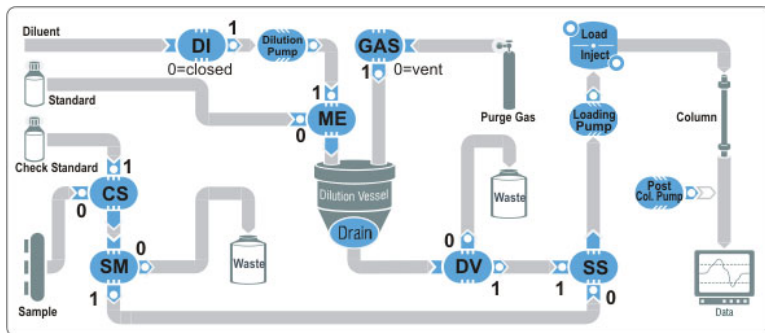 Diluent
DI
1
0=closed
Dilution
Pump
1
GAS
1
0=vent
Purge Gas
Load
Inject
Standard
0
ME
Loading
Pump
Column
Check Standard
1
CS
0
Dilution Vessel
Drain
Waste
Post
Col. Pump
SM
0
1
Waste
0
DV
1
1
SS
0
Sample
Data